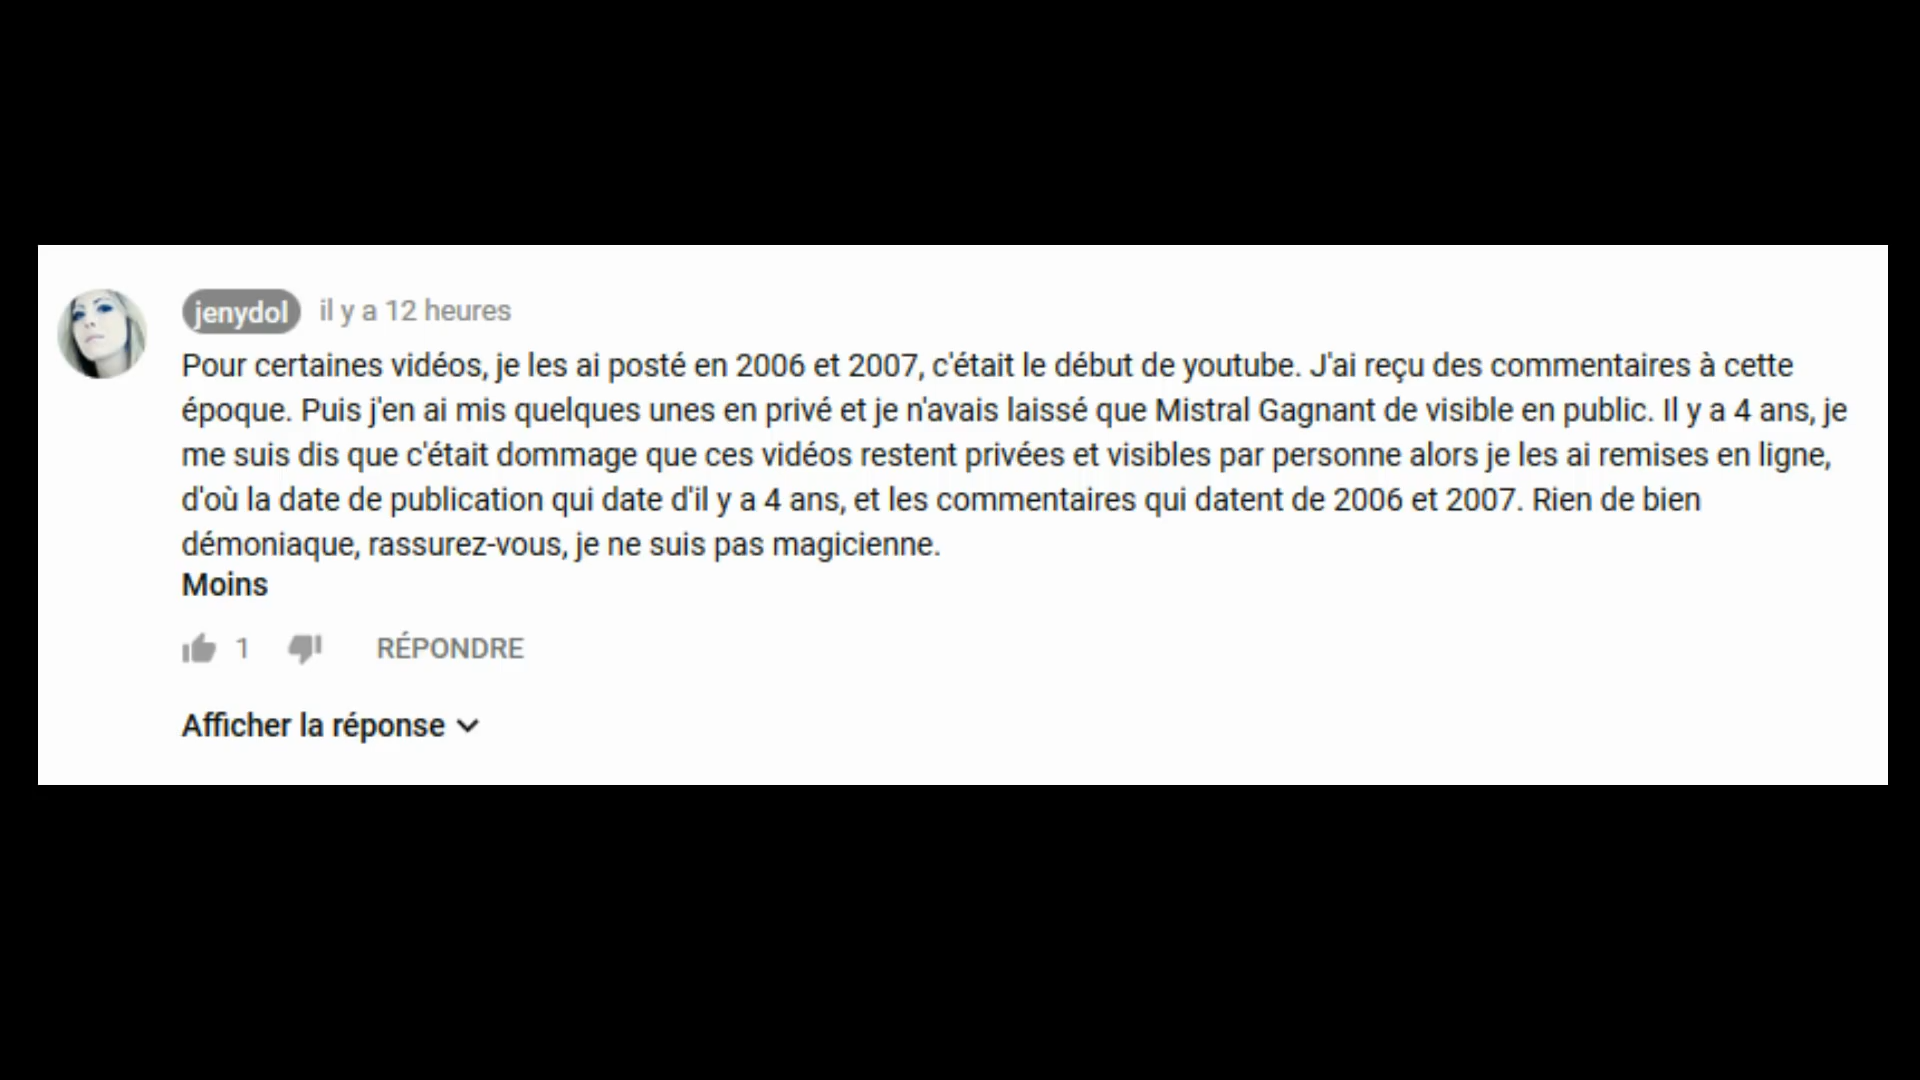 jenydol il y a 12 heures
Pour certaines vidéos, je les ai posté en 2006 et 2007, c'était le début de youtube. J'ai reçu des commentaires à cette
époque. Puis j'en ai mis quelques unes en privé et je n'avais laissé que Mistral Gagnant de visible en public. Il y a 4 ans, je
me suis dis que c'était dommage que ces vidéos restent privées et visibles par personne alors je les ai remises en ligne,
d'où la date de publication qui date d'il y a 4 ans, et les commentaires qui datent de 2006 et 2007. Rien de bien
démoniaque, rassurez-vous, je ne suis pas magicienne.
Moins
1 RÉPONDRE
Afficher la réponse